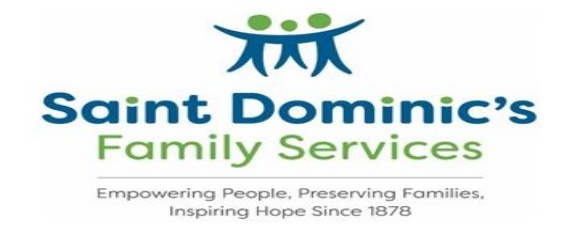 Saint Dominic's
Family Services
Empowering People, Preserving Families,
Inspiring Hope Since 1878